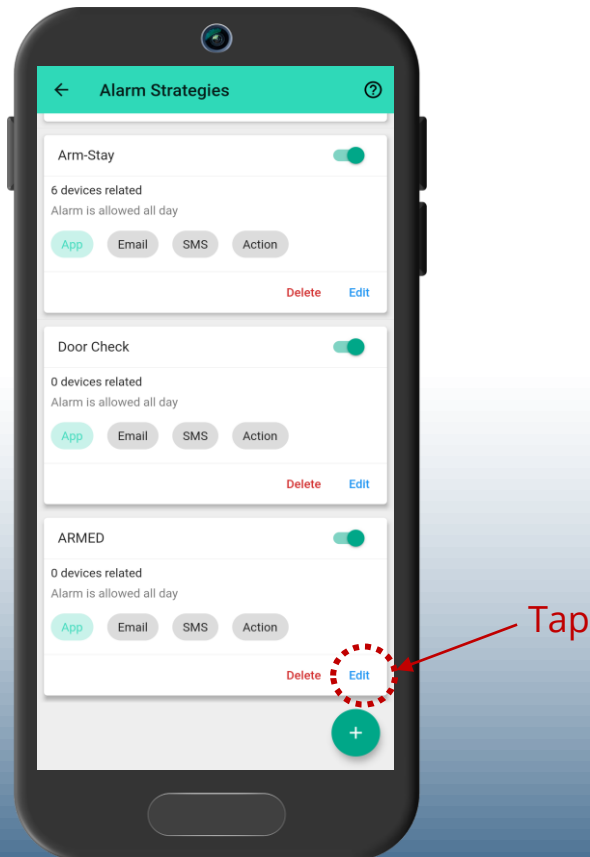 Alarm Strategies
Arm-Stay
6 devices related
Alarm is allowed all day
App Email SMS Action
Delete Edit
Door Check
0 devices related
Alarm is allowed all day
App Email SMS Action
Delete Edit
ARMED
0 devices related
Alarm is allowed all day
App Email SMS Action
Delete Edit
Tap